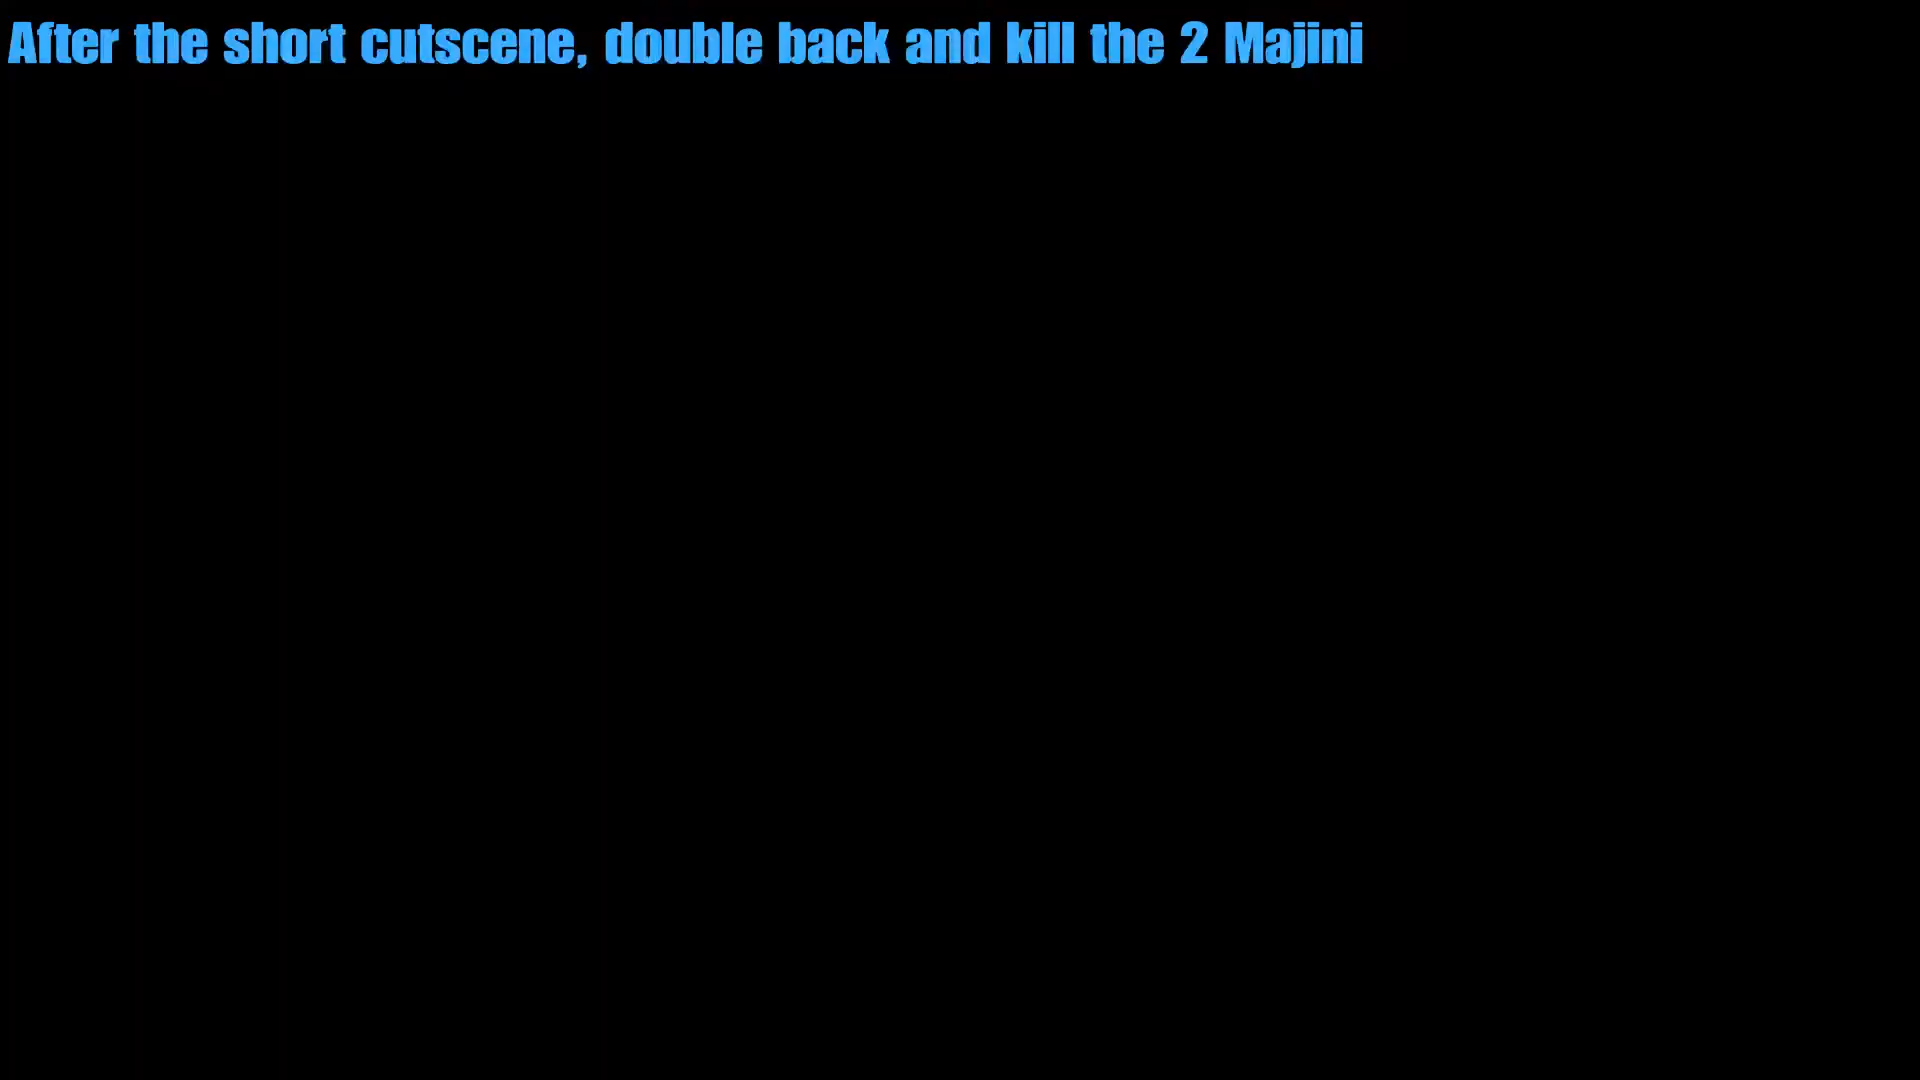 After the short cutscene, double back and kill the 2 Majini